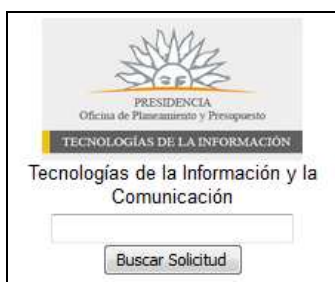 PRESIDENCIA
Oficina de Planeamiento y Presupuesto
TECNOLOGÍAS DE LA INFORMACIÓN
Tecnologías de la Información y la
Comunicación
Buscar Solicitud